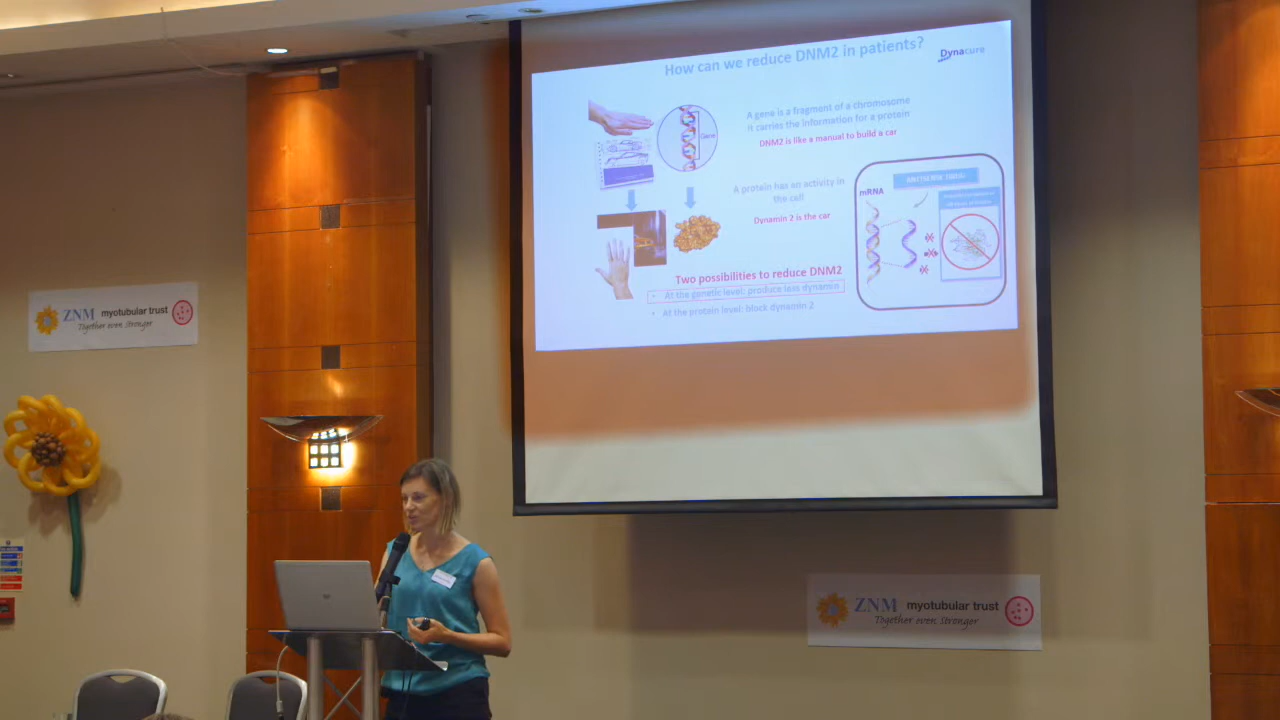 How can we reduce DNM2 in patients?
Dynacure
A gene is a fragment of a chromosome
It carries the information for a protein
DNM2 is like a manual to build a car
Gene
A protein has an activity in
the cell
Dynamin 2 is the car
mRNA
Two possibilities to reduce DNM2
• At the genetic level: produce less dynamin
• At the protein level: block dynamin 2
ZNM myotubular trust
Together even Stronger
ZNM myotubular trust
Together even Stronger